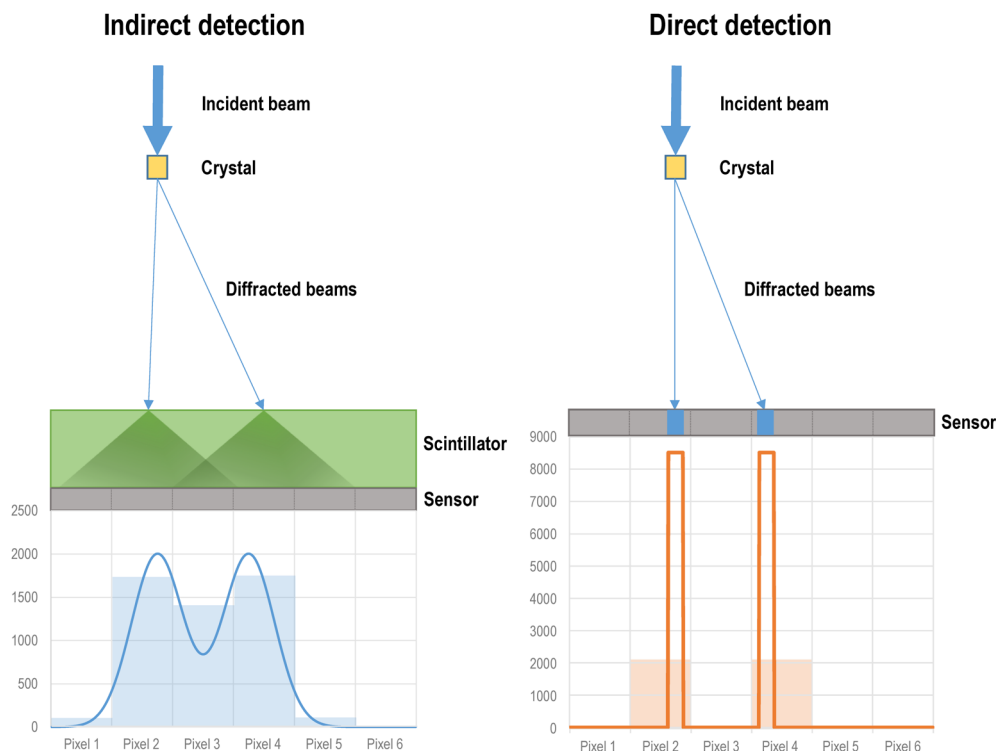 Indirect detection
Incident beam
Crystal
Diffracted beams
Scintillator
Sensor
2500
2000
1500
1000
500
0
Pixel 1 Pixel 2 Pixel 3 Pixel 4 Pixel 5 Pixel 6
Direct detection
Incident beam
Crystal
Diffracted beams
Sensor
9000
8000
7000
6000
5000
4000
3000
2000
1000
0
Pixel 1 Pixel 2 Pixel 3 Pixel 4 Pixel 5 Pixel 6